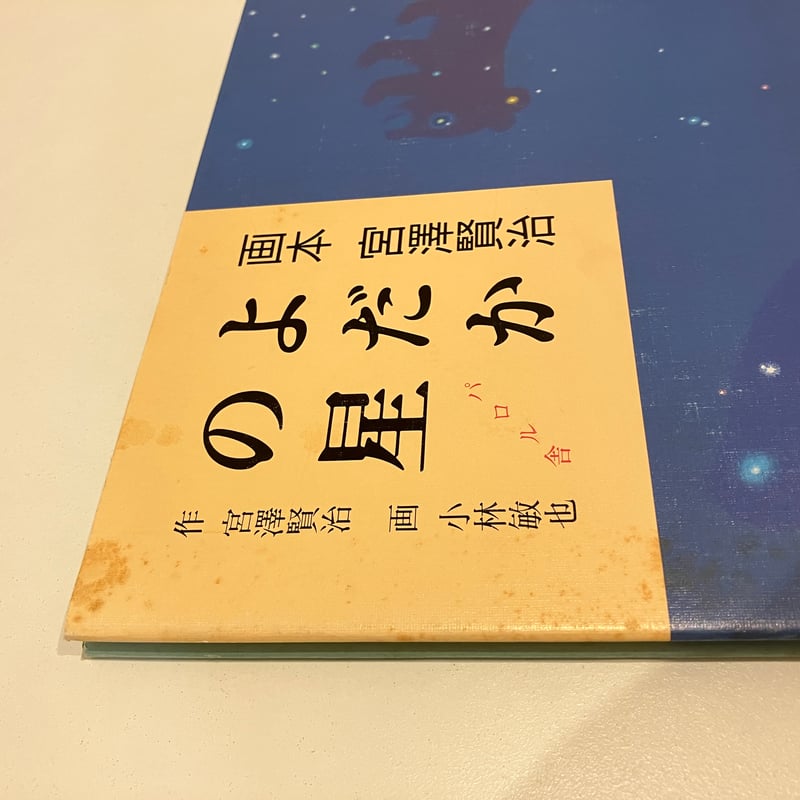 画本 宮澤賢治
よだか
の星
パロル舎
作 宮澤賢治 画 小林敏也